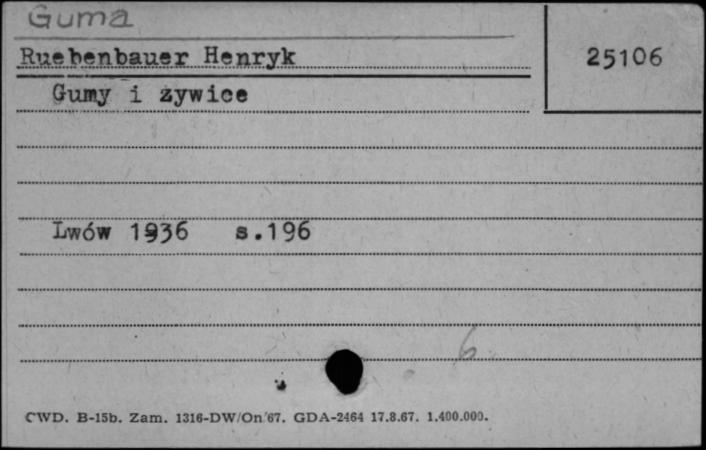 Guma
Ruebenbauer Henryk 25106
Gumy i żywice
Lwów 1936 s.196
6
CWD. B-15b. Zam. 1316-DW/On/67. GDA-2464 17.8.67. 1.400.000.